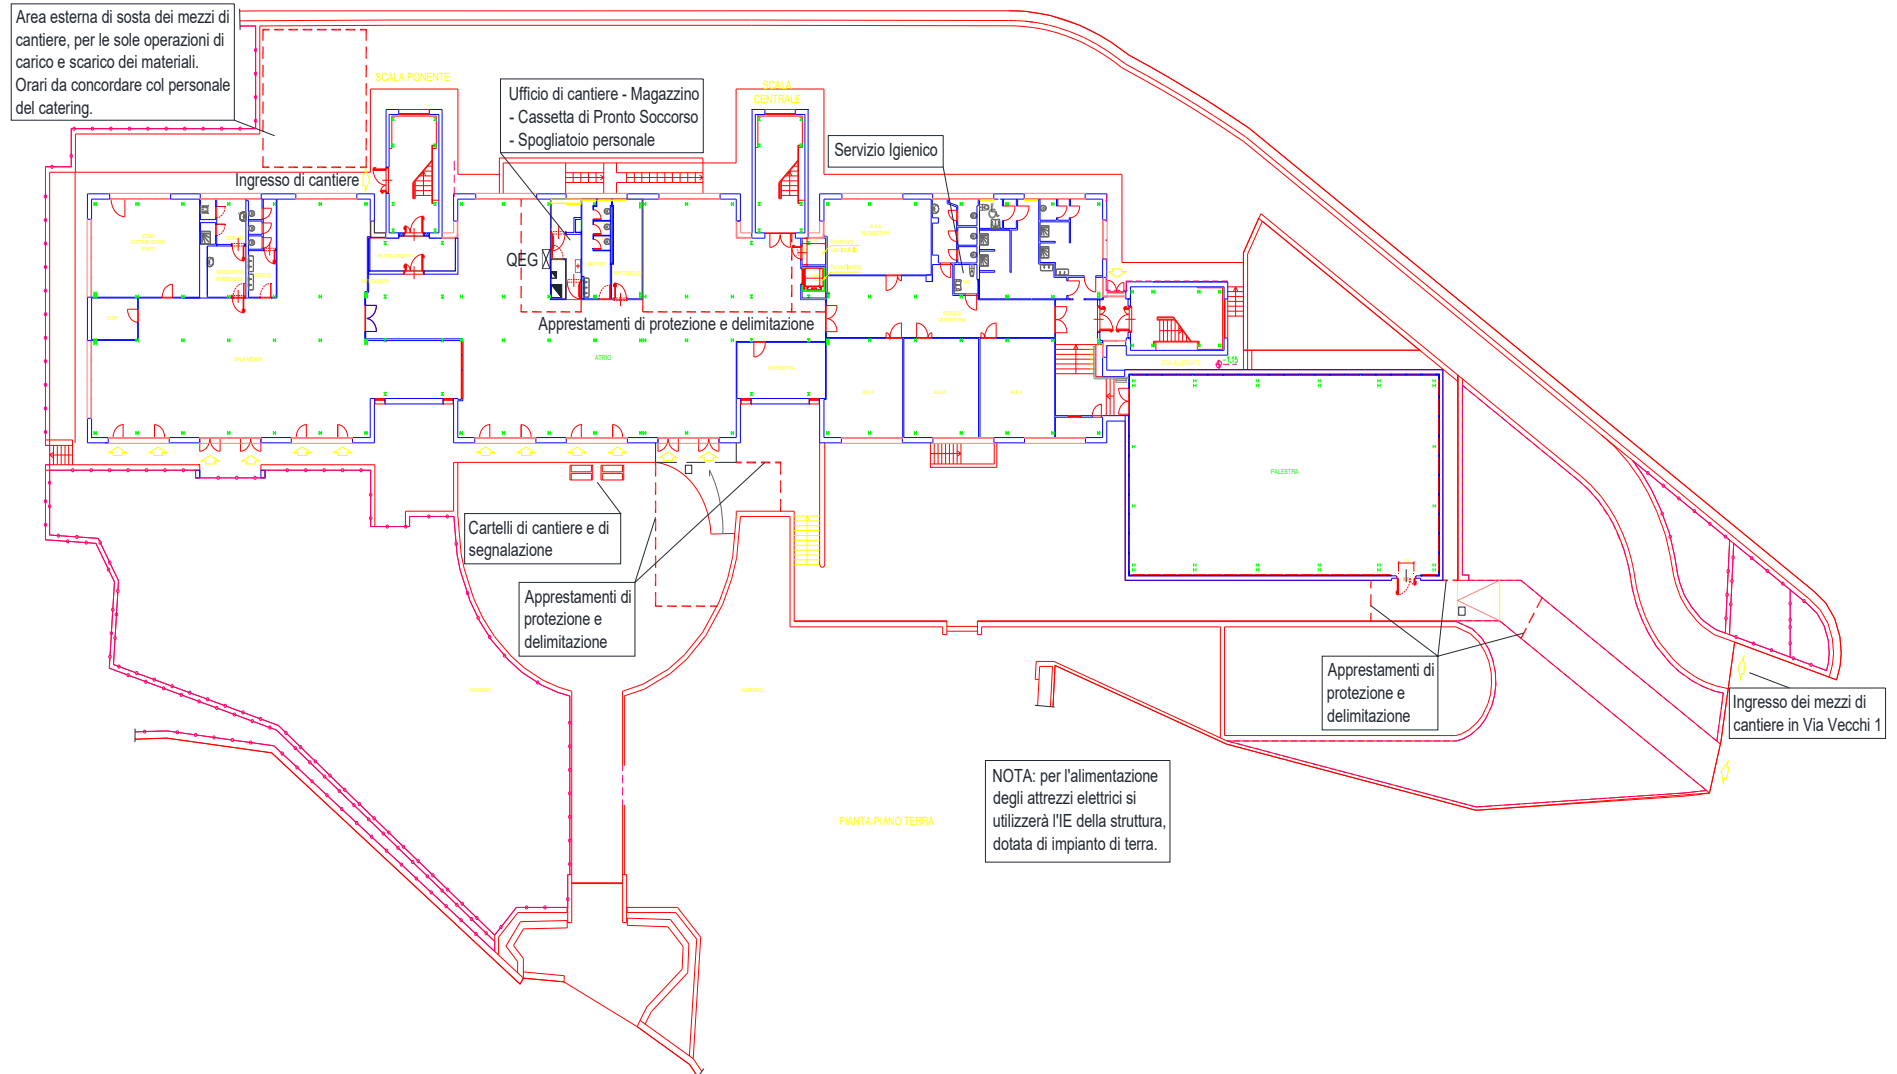 Area esterna di sosta dei mezzi di
cantiere, per le sole operazioni di
carico e scarico dei materiali.
Orari da concordare col personale
del catering.
SCALA PONENTE
Ufficio di cantiere - Magazzino
- Cassetta di Pronto Soccorso
- Spogliatoio personale
SCALA
CENTRALE
Servizio Igienico
Ingresso di cantiere
QEG
Apprestamenti di protezione e delimitazione
ATRIO
PALESTRA
Cartelli di cantiere e di
segnalazione
Apprestamenti di
protezione e
delimitazione
Apprestamenti di
protezione e
delimitazione
Ingresso dei mezzi di
cantiere in Via Vecchi 1
NOTA: per l'alimentazione
degli attrezzi elettrici si
utilizzerà l'IE della struttura,
dotata di impianto di terra.
PIANTA PIANO TERRA